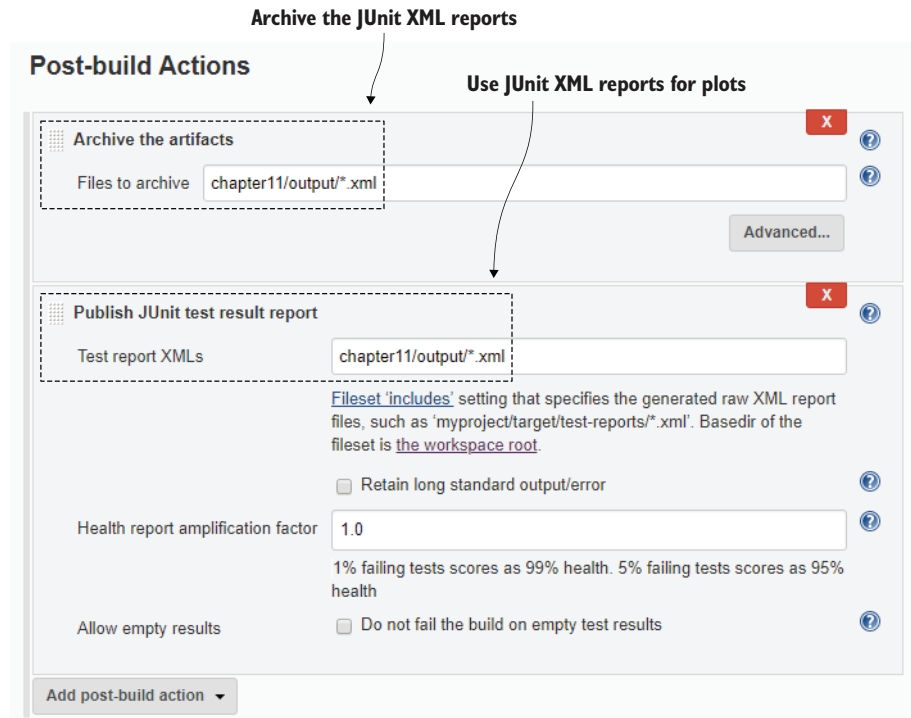 Archive the JUnit XML reports
Post-build Actions
Use JUnit XML reports for plots
X
Archive the artifacts
?
Files to archive chapter11/output/*.xml
?
Advanced...
X
Publish JUnit test result report
?
Test report XMLs chapter11/output/*.xml
Fileset ‘includes’ setting that specifies the generated raw XML report
files, such as ‘myproject/target/test-reports/*.xml’. Basedir of the
fileset is the workspace root.
Retain long standard output/error
?
Health report amplification factor 1.0
?
1% failing tests scores as 99% health. 5% failing tests scores as 95%
health
Allow empty results Do not fail the build on empty test results
?
Add post-build action